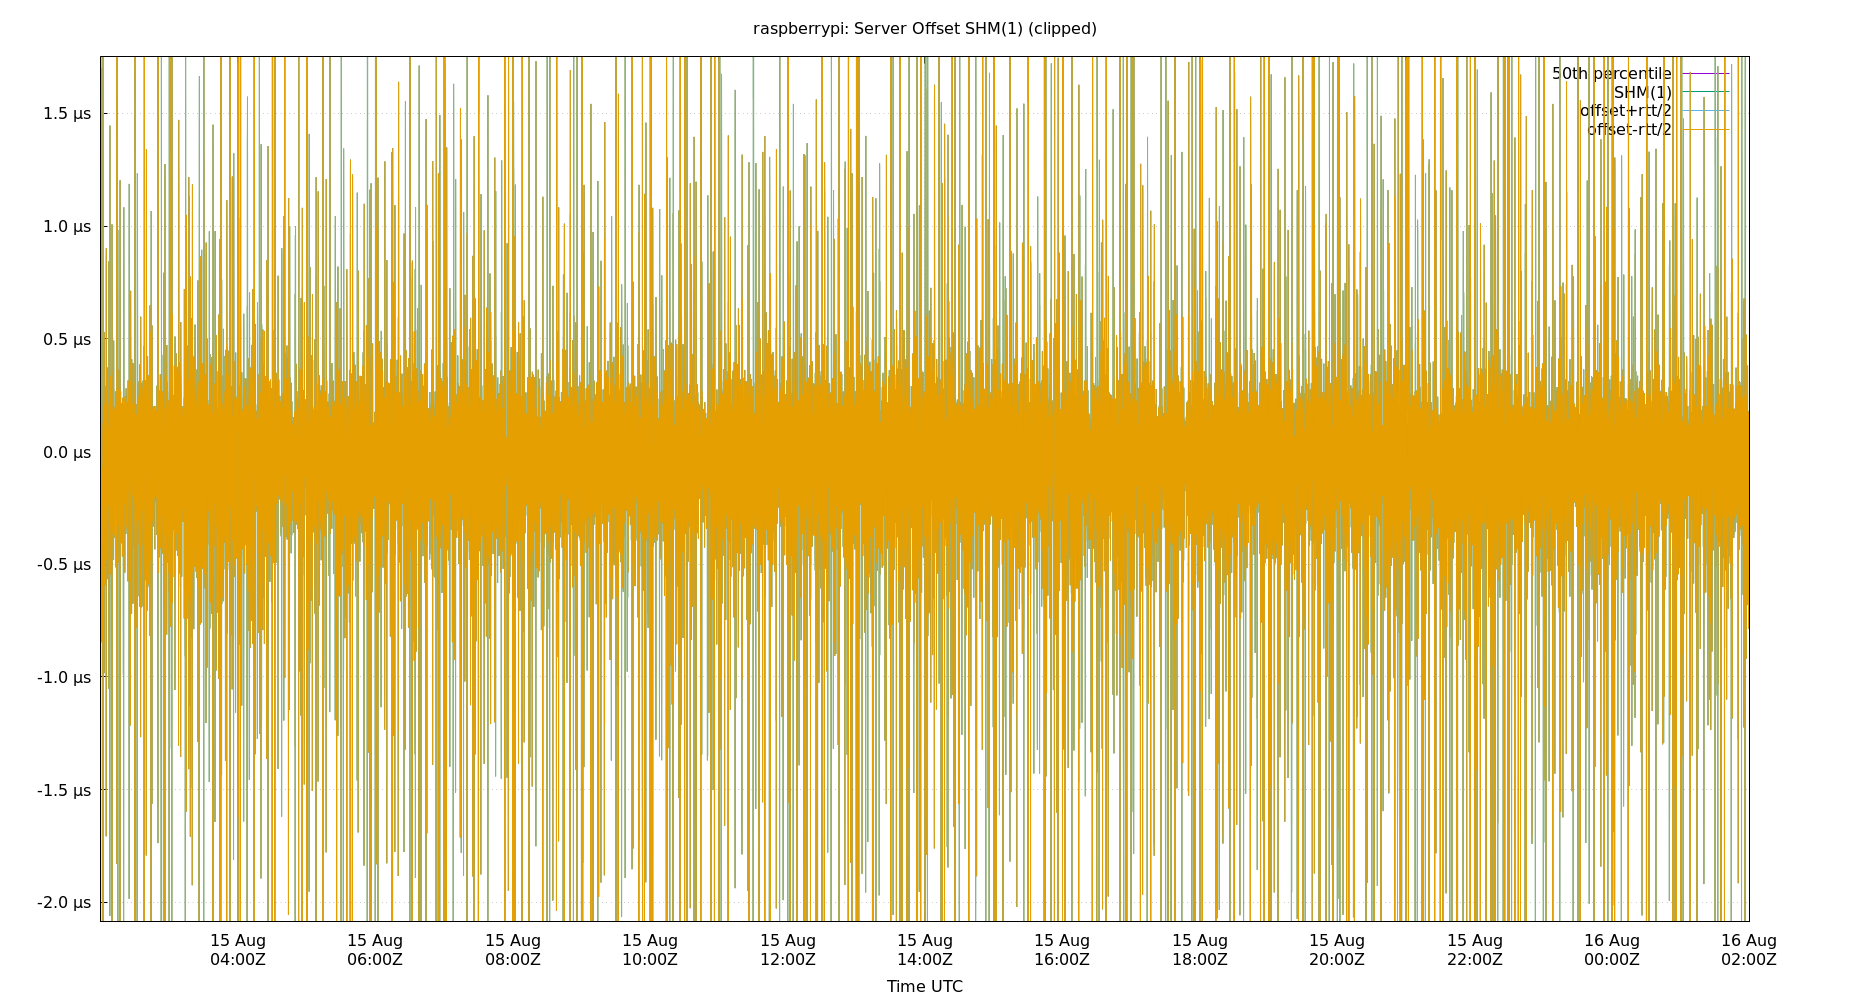 raspberrypi: Server Offset SHM(1) (clipped)
50th percentile
SHM(1)
offset+rtt/2
offset-rtt/2
1.5 µs
1.0 µs
0.5 µs
0.0 µs
-0.5 µs
-1.0 µs
-1.5 µs
-2.0 µs
15 Aug 15 Aug 15 Aug 15 Aug 15 Aug 15 Aug 15 Aug 15 Aug 15 Aug 15 Aug 16 Aug 16 Aug
04:00Z 06:00Z 08:00Z 10:00Z 12:00Z 14:00Z 16:00Z 18:00Z 20:00Z 22:00Z 00:00Z 02:00Z
Time UTC